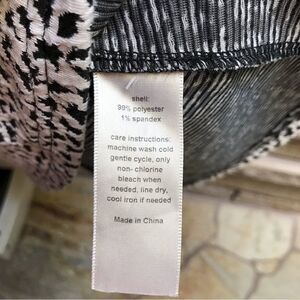 shell:
99% polyester
1% spandex
care instructions:
machine wash cold
gentle cycle, only
non- chlorine
bleach when
needed, line dry,
cool iron if needed
Made in China